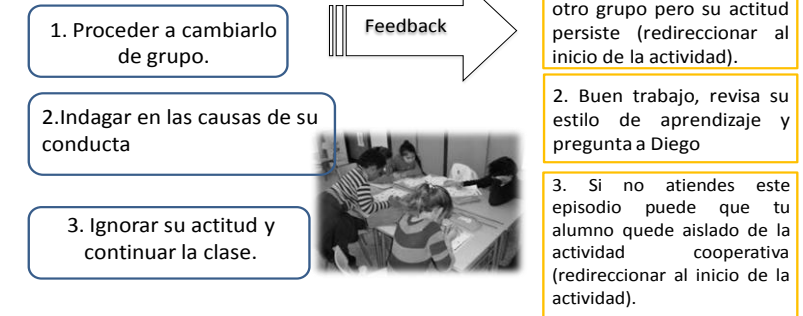 1. Proceder a cambiarlo
de grupo.
2.Indagar en las causas de su
conducta
3. Ignorar su actitud y
continuar la clase.
Feedback
otro grupo pero su actitud
persiste (redireccionar al
inicio de la actividad).
2. Buen trabajo, revisa su
estilo de aprendizaje y
pregunta a Diego
3. Si no atiendes este
episodio puede que tu
alumno quede aislado de la
actividad cooperativa
(redireccionar al inicio de la
actividad).